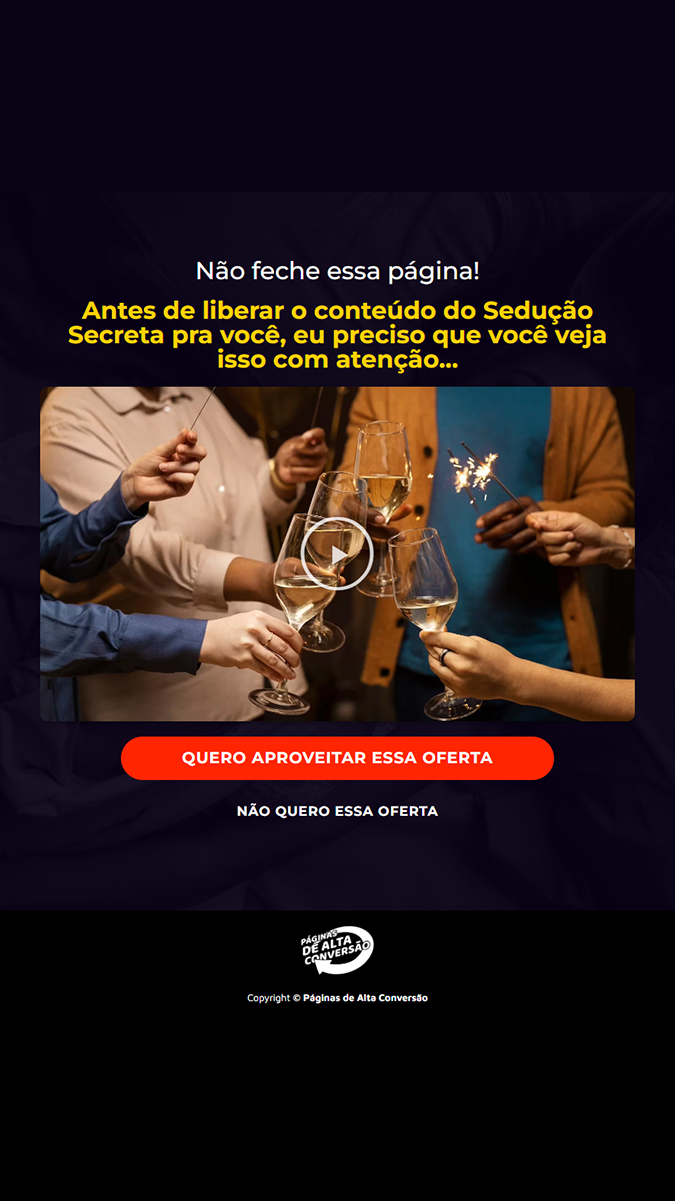 Não feche essa página!
Antes de liberar o conteúdo do Sedução
Secreta pra você, eu preciso que você veja
isso com atenção...
QUERO APROVEITAR ESSA OFERTA
NÃO QUERO ESSA OFERTA
PÁGINAS
DE ALTA
CONVERSÃO
Copyright © Páginas de Alta Conversão